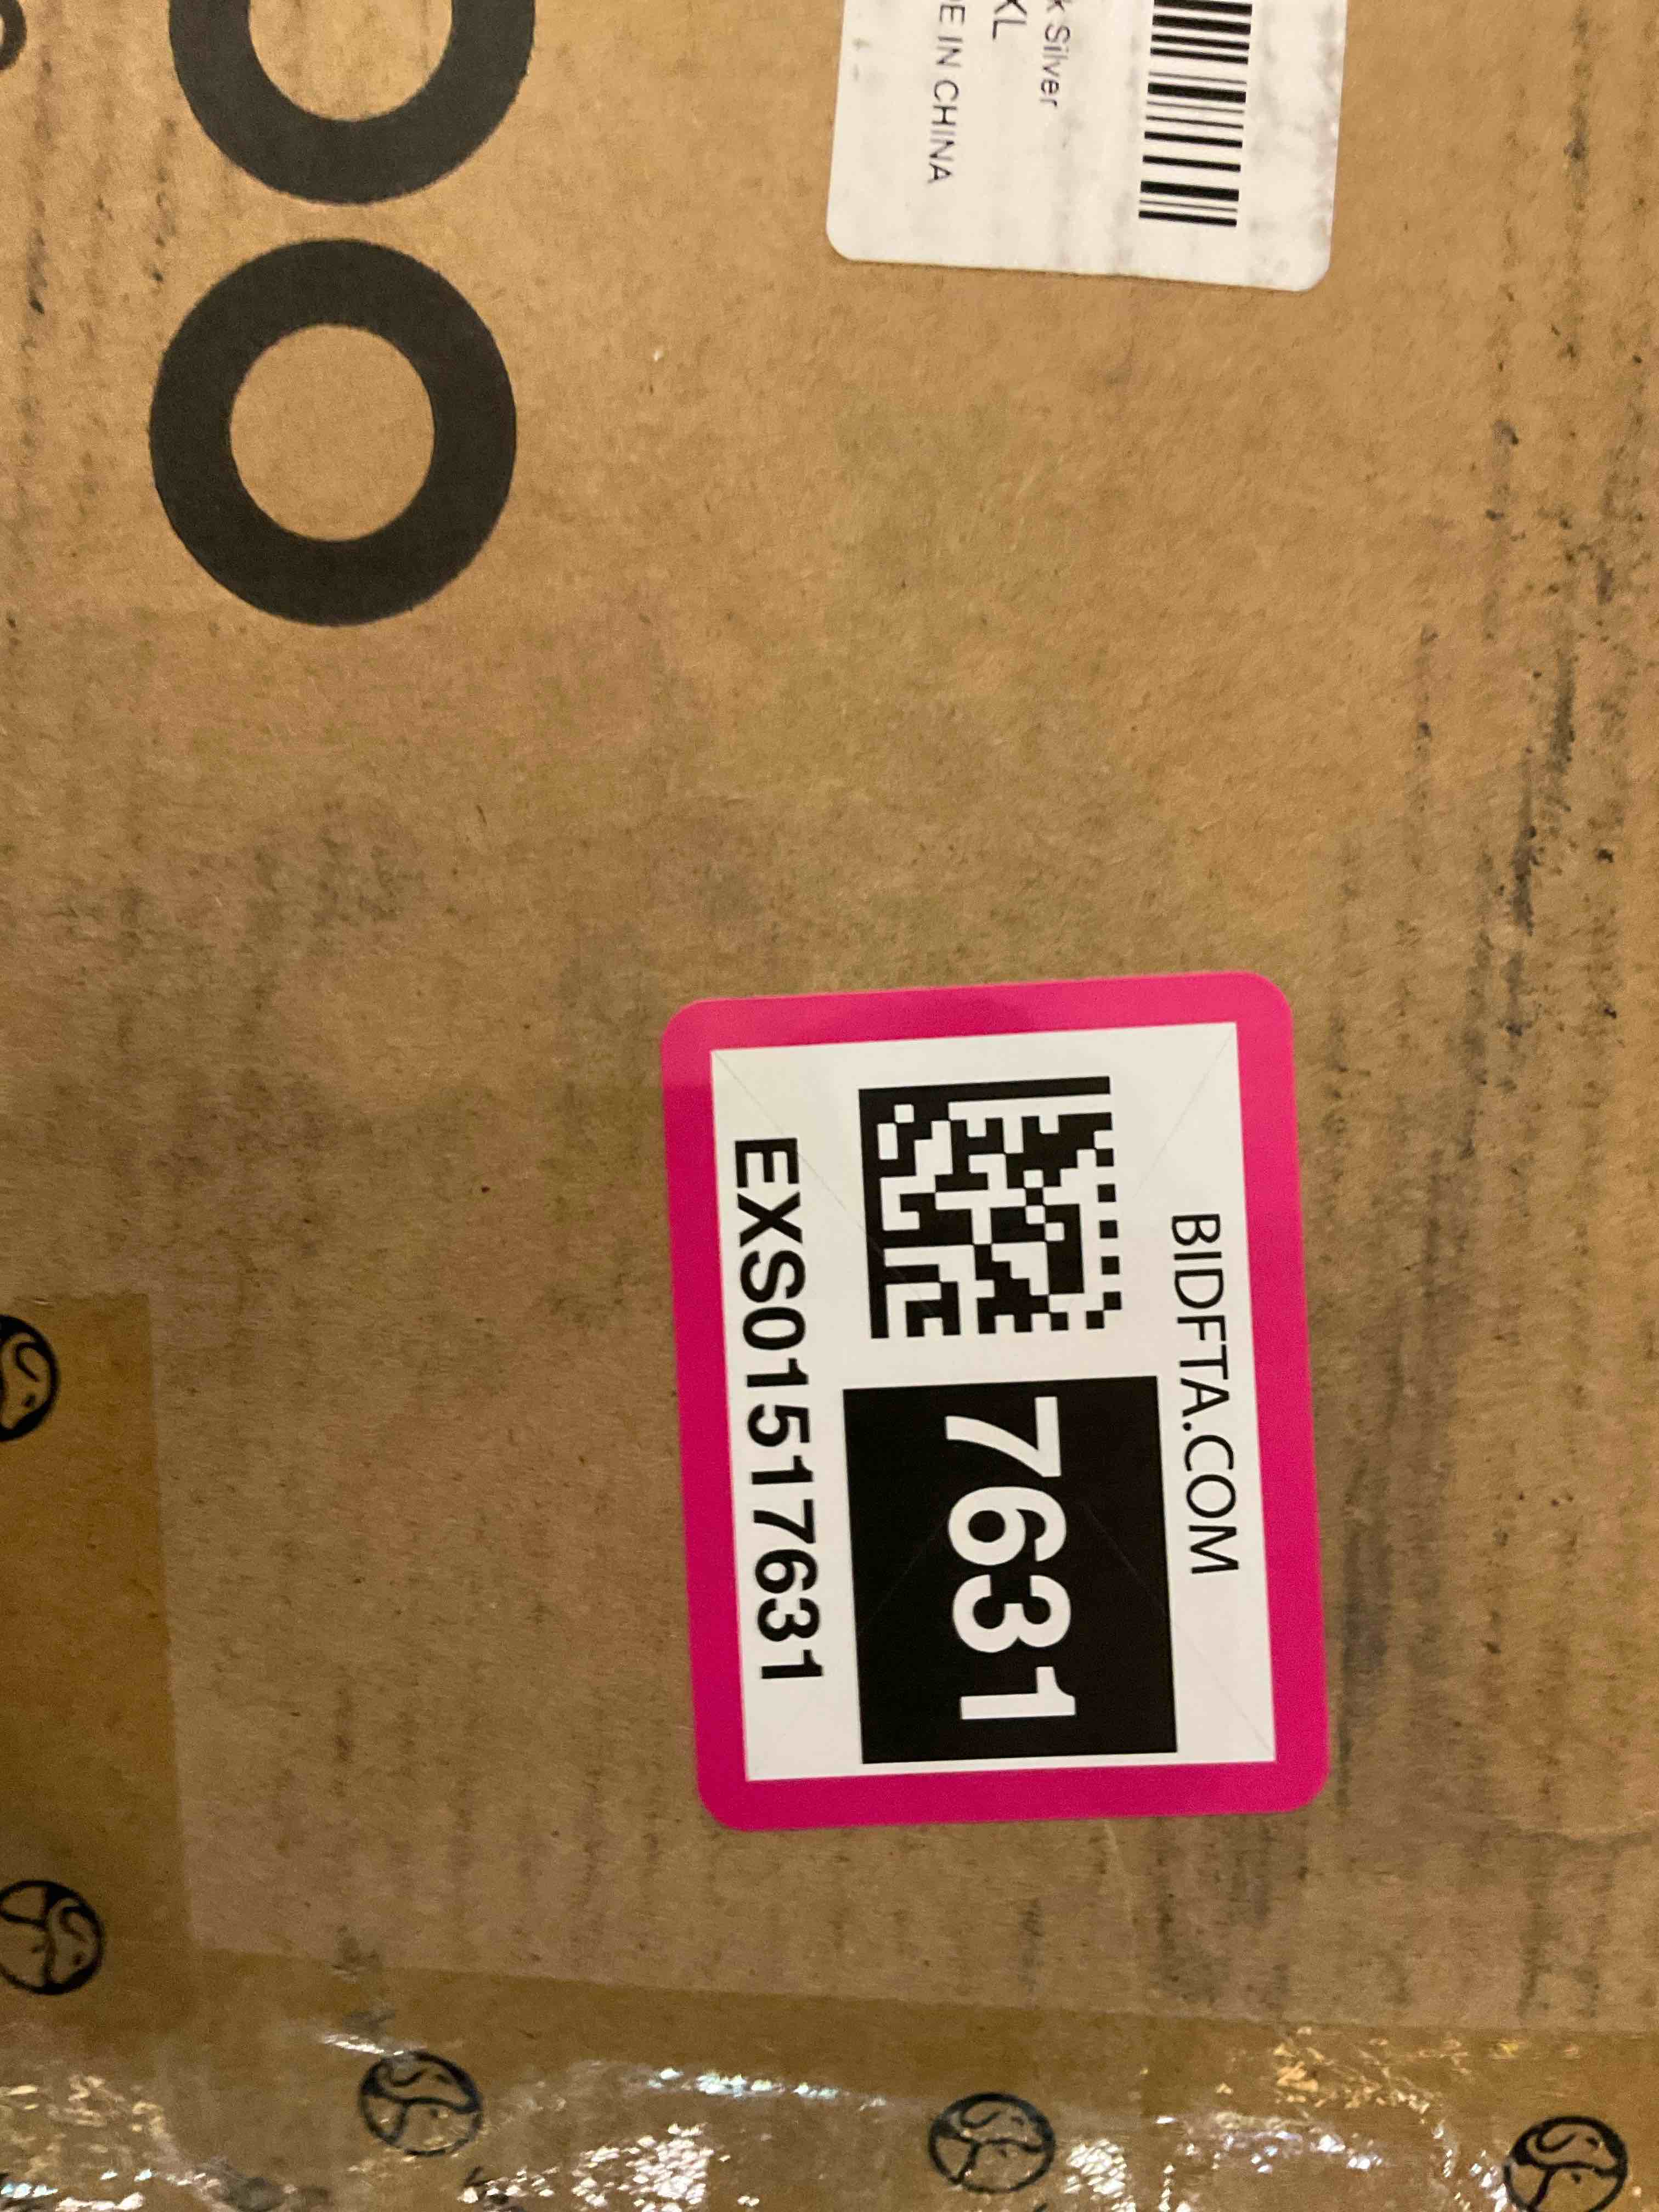 Silver
XL
IN CHINA
BIDFTA.COM
7631
EXS01517631